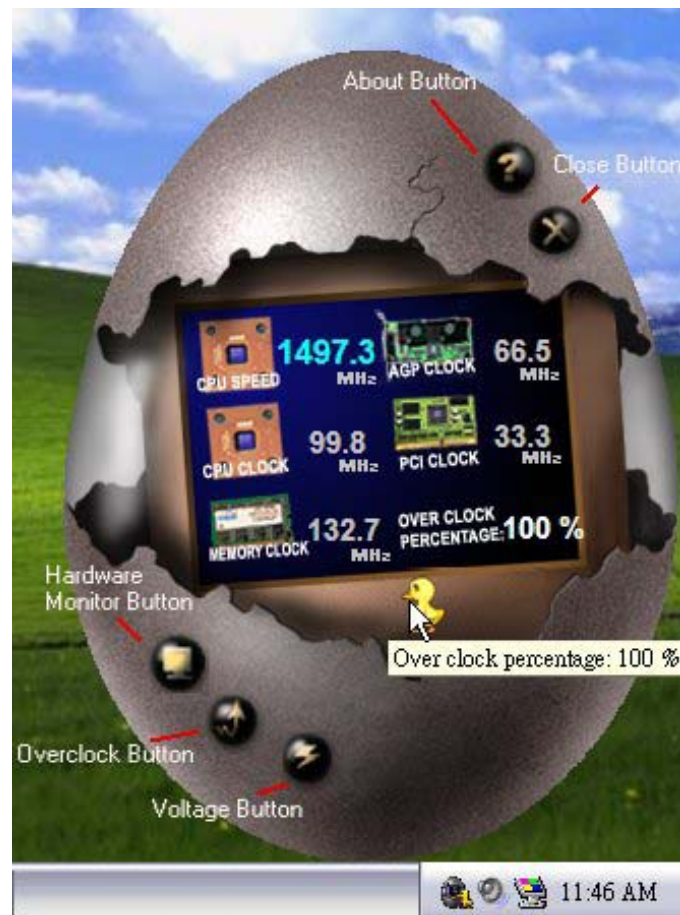 About Button
Close Button
1497.3
MHz
CPU SPEED
66.5
MHz
AGP CLOCK
99.8
MHz
CPU CLOCK
33.3
MHz
PCI CLOCK
132.7
MHz
MEMORY CLOCK
OVER CLOCK
PERCENTAGE:100 %
Hardware
Monitor Button
Over clock percentage: 100 %
Overclock Button
Voltage Button
11:46 AM